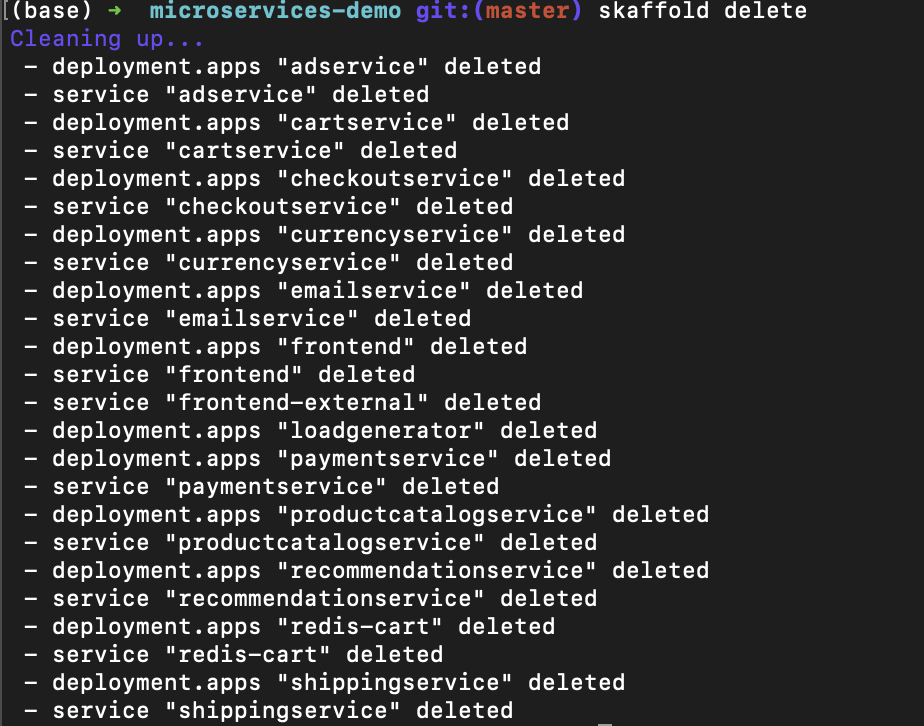 [(base) ➜  microservices-demo git:(master) skaffold delete
Cleaning up...
 - deployment.apps "adservice" deleted
 - service "adservice" deleted
 - deployment.apps "cartservice" deleted
 - service "cartservice" deleted
 - deployment.apps "checkoutservice" deleted
 - service "checkoutservice" deleted
 - deployment.apps "currencyservice" deleted
 - service "currencyservice" deleted
 - deployment.apps "emailservice" deleted
 - service "emailservice" deleted
 - deployment.apps "frontend" deleted
 - service "frontend" deleted
 - service "frontend-external" deleted
 - deployment.apps "loadgenerator" deleted
 - deployment.apps "paymentservice" deleted
 - service "paymentservice" deleted
 - deployment.apps "productcatalogservice" deleted
 - service "productcatalogservice" deleted
 - deployment.apps "recommendationservice" deleted
 - service "recommendationservice" deleted
 - deployment.apps "redis-cart" deleted
 - service "redis-cart" deleted
 - deployment.apps "shippingservice" deleted
 - service "shippingservice" deleted